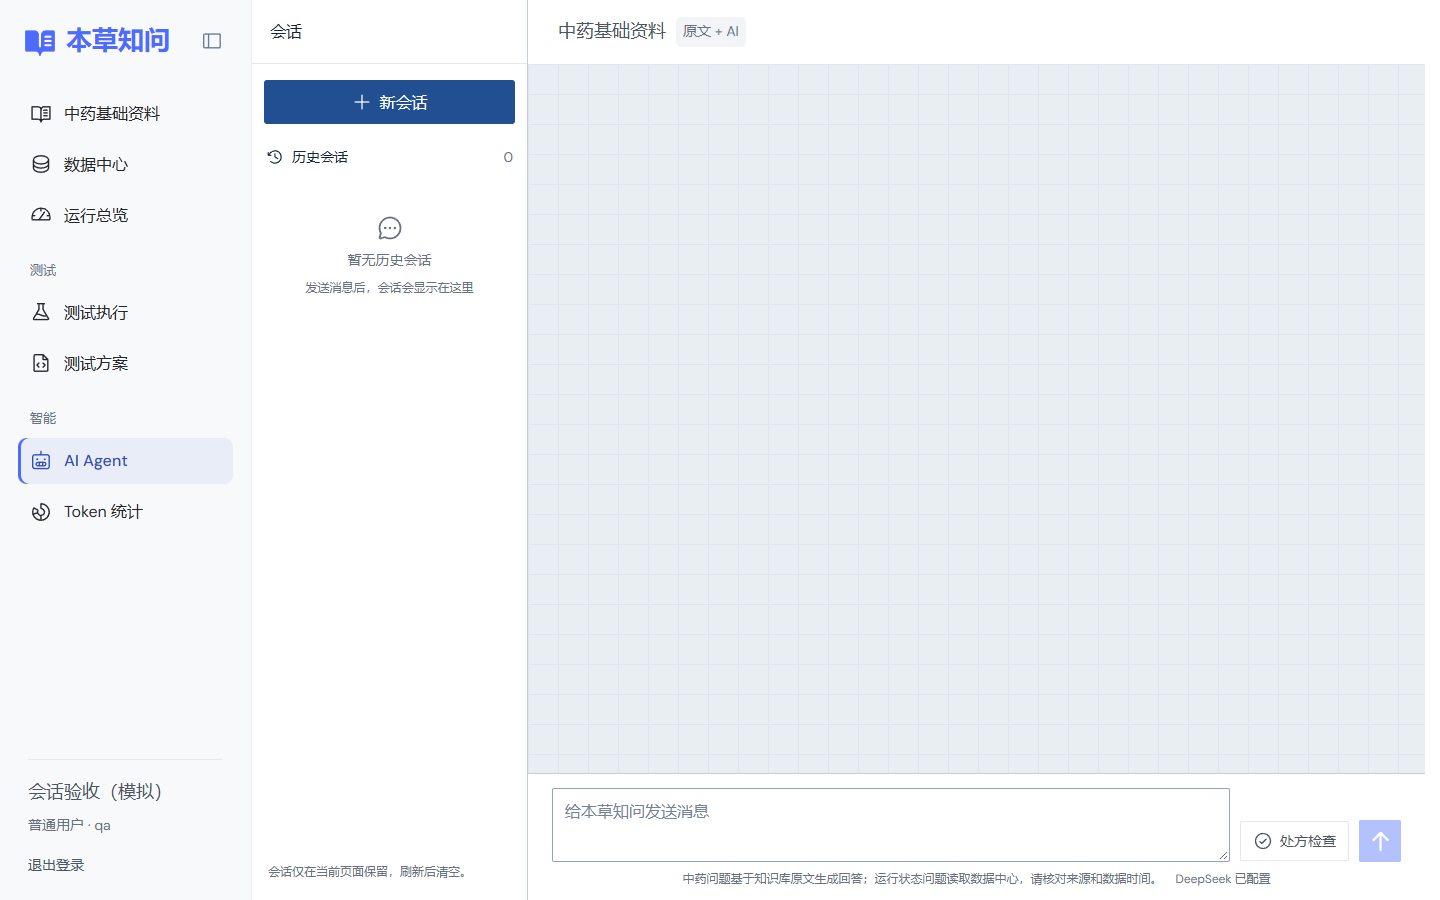 本草知问
中药基础资料
数据中心
运行总览
测试
测试执行
测试方案
智能
AI Agent
Token 统计
会话验收（模拟）
普通用户 · qa
退出登录
会话
新会话
历史会话 0
暂无历史会话
发送消息后，会话会显示在这里
会话仅在当前页面保留，刷新后清空。
中药基础资料 原文 + AI
给本草知问发送消息
处方检查
中药问题基于知识库原文生成回答；运行状态问题读取数据中心，请核对来源和数据时间。 DeepSeek 已配置